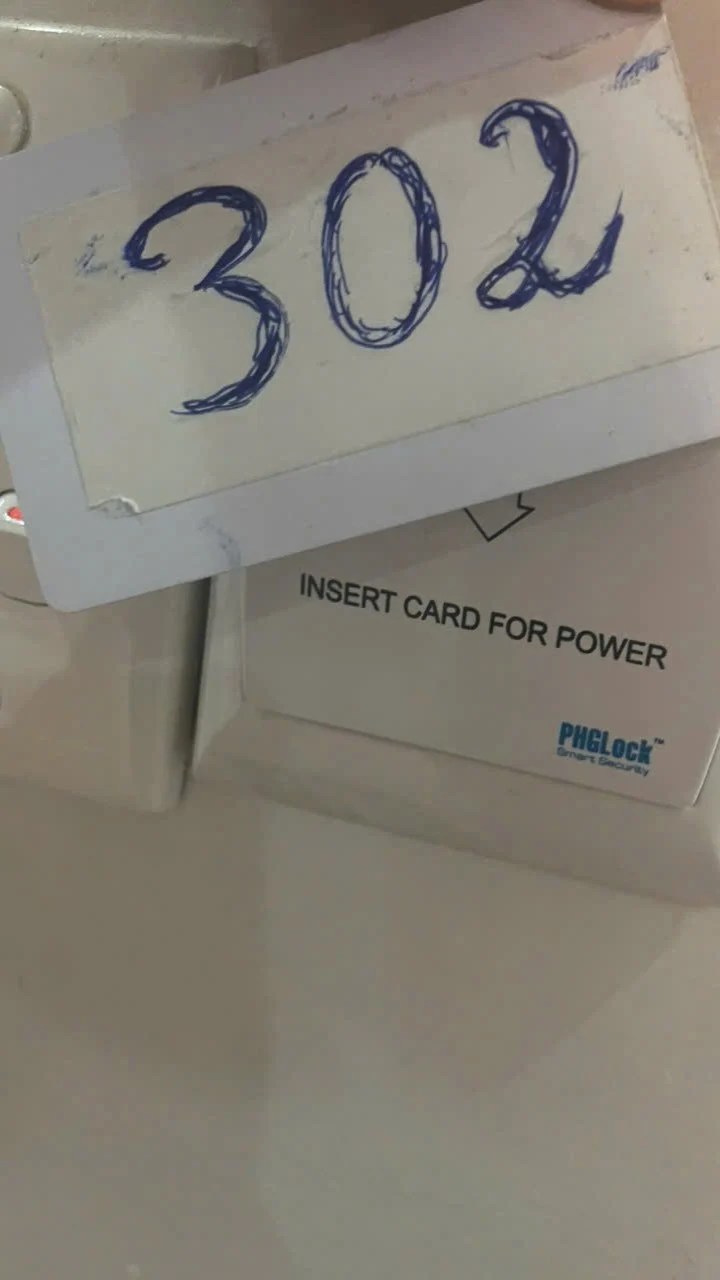 302
INSERT CARD FOR POWER
PHGLock™
Smart Security